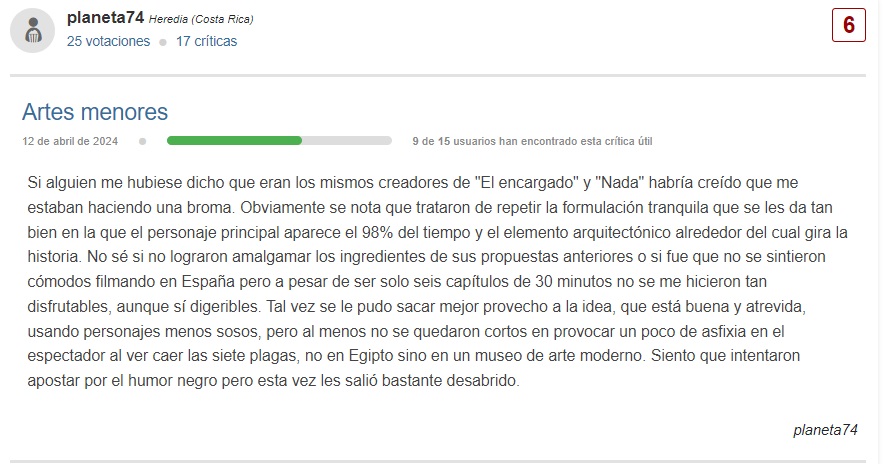 planeta74 Heredia (Costa Rica)
6
25 votaciones 17 críticas
Artes menores
12 de abril de 2024 9 de 15 usuarios han encontrado esta crítica útil
Si alguien me hubiese dicho que eran los mismos creadores de "El encargado" y "Nada" habría creído que me
estaban haciendo una broma. Obviamente se nota que trataron de repetir la formulación tranquila que se les da tan
bien en la que el personaje principal aparece el 98% del tiempo y el elemento arquitectónico alrededor del cual gira la
historia. No sé si no lograron amalgamar los ingredientes de sus propuestas anteriores o si fue que no se sintieron
cómodos filmando en España pero a pesar de ser solo seis capítulos de 30 minutos no se me hicieron tan
disfrutables, aunque sí digeribles. Tal vez se le pudo sacar mejor provecho a la idea, que está buena y atrevida,
usando personajes menos sosos, pero al menos no se quedaron cortos en provocar un poco de asfixia en el
espectador al ver caer las siete plagas, no en Egipto sino en un museo de arte moderno. Siento que intentaron
apostar por el humor negro pero esta vez les salió bastante desabrido.
planeta74